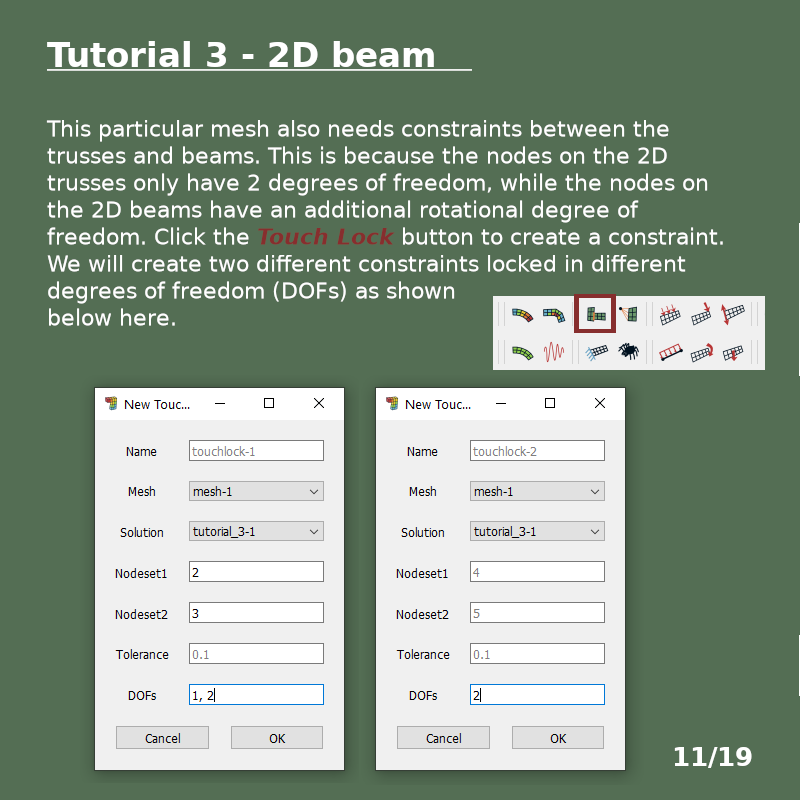 Tutorial 3 - 2D beam
This particular mesh also needs constraints between the
trusses and beams. This is because the nodes on the 2D
trusses only have 2 degrees of freedom, while the nodes on
the 2D beams have an additional rotational degree of
freedom. Click the Touch Lock button to create a constraint.
We will create two different constraints locked in different
degrees of freedom (DOFs) as shown
below here.
New Touc...
Name touchlock-1
Mesh mesh-1
Solution tutorial_3-1
Nodeset1 2
Nodeset2 3
Tolerance 0.1
DOFs 1, 2
Cancel OK
New Touc...
Name touchlock-2
Mesh mesh-1
Solution tutorial_3-1
Nodeset1 4
Nodeset2 5
Tolerance 0.1
DOFs 2
Cancel OK
11/19